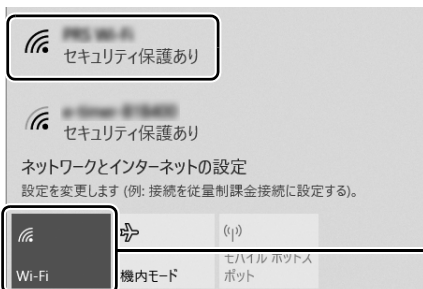 セキュリティ保護あり
セキュリティ保護あり
ネットワークとインターネットの設定
設定を変更します (例: 接続を従量制課金接続に設定する)。
Wi-Fi
機内モード
モバイル ホットス
ポット